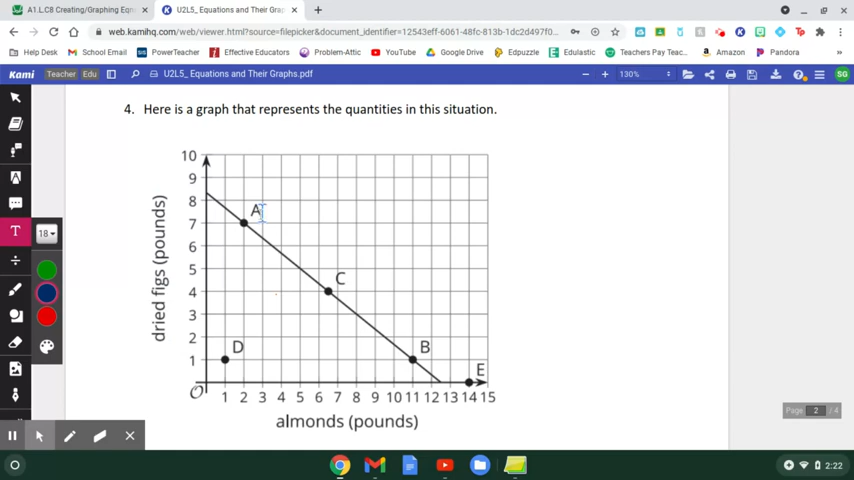 A1.LC8 Creating/Graphing Equ
U2L5_ Equations and Their Graphs.pdf
web.kamihq.com/web/viewer.html?source=filepicker&document_identifier=12543eff-6061-48fc-813b-1dc2d497f0...
Help Desk School Email SIS PowerTeacher Effective Educators Problem-Attic YouTube Google Drive Edpuzzle Edulastic Teachers Pay Teac... Amazon Pandora
Kami Teacher Edu U2L5_ Equations and Their Graphs.pdf 130% SG
4. Here is a graph that represents the quantities in this situation.
10
9
8
7
6
5
4
3
2
1
O
dried figs (pounds)
A
C
D
B
E
1 2 3 4 5 6 7 8 9 10 11 12 13 14 15
almonds (pounds)
T 18
Page 2 / 4
2:22